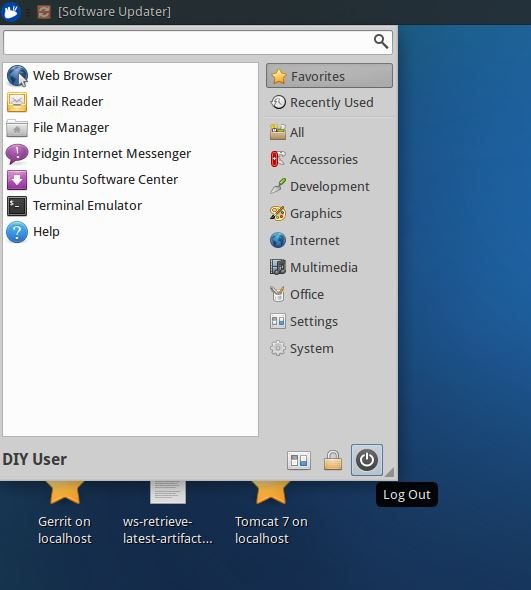 [Software Updater]
Web Browser
Mail Reader
File Manager
Pidgin Internet Messenger
Ubuntu Software Center
Terminal Emulator
Help
Favorites
Recently Used
All
Accessories
Development
Graphics
Internet
Multimedia
Office
Settings
System
DIY User
Log Out
Gerrit on
localhost
ws-retrieve-
latest-artifact...
Tomcat 7 on
localhost